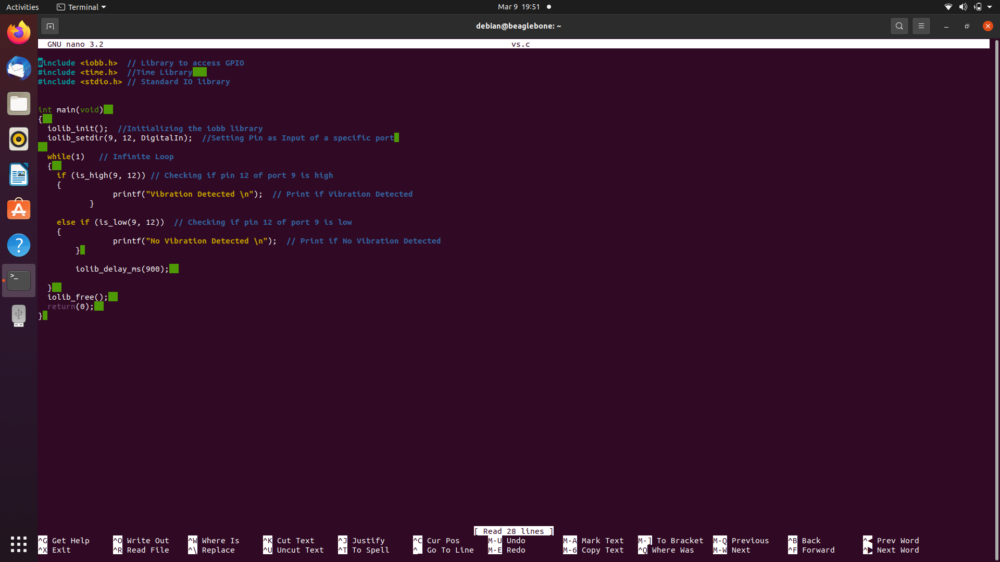 Activities Terminal Mar 9 19:51
debian@beaglebone: ~
GNU nano 3.2 vs.c
#include <iobb.h>  // Library to access GPIO
#include <time.h>  //Time Library
#include <stdio.h> // Standard IO library
int main(void)
{
  iolib_init();  //Initializing the iobb library
  iolib_setdir(9, 12, DigitalIn);  //Setting Pin as Input of a specific port
  while(1)   // Infinite Loop
  {
    if (is_high(9, 12)) // Checking if pin 12 of port 9 is high
    {
                printf("Vibration Detected \n");  // Print if Vibration Detected
           }
    else if (is_low(9, 12))  // Checking if pin 12 of port 9 is low
    {
                printf("No Vibration Detected \n");  // Print if No Vibration Detected
        }
        iolib_delay_ms(900);
  }
  iolib_free();
  return(0);
}
[ Read 28 lines ]
^G Get Help ^O Write Out ^W Where Is ^K Cut Text ^J Justify ^C Cur Pos M-U Undo M-A Mark Text M-] To Bracket M-Q Previous ^B Back ^◀ Prev Word
^X Exit ^R Read File ^\ Replace ^U Uncut Text ^T To Spell ^_ Go To Line M-E Redo M-6 Copy Text ^Q Where Was M-W Next ^F Forward ^▶ Next Word